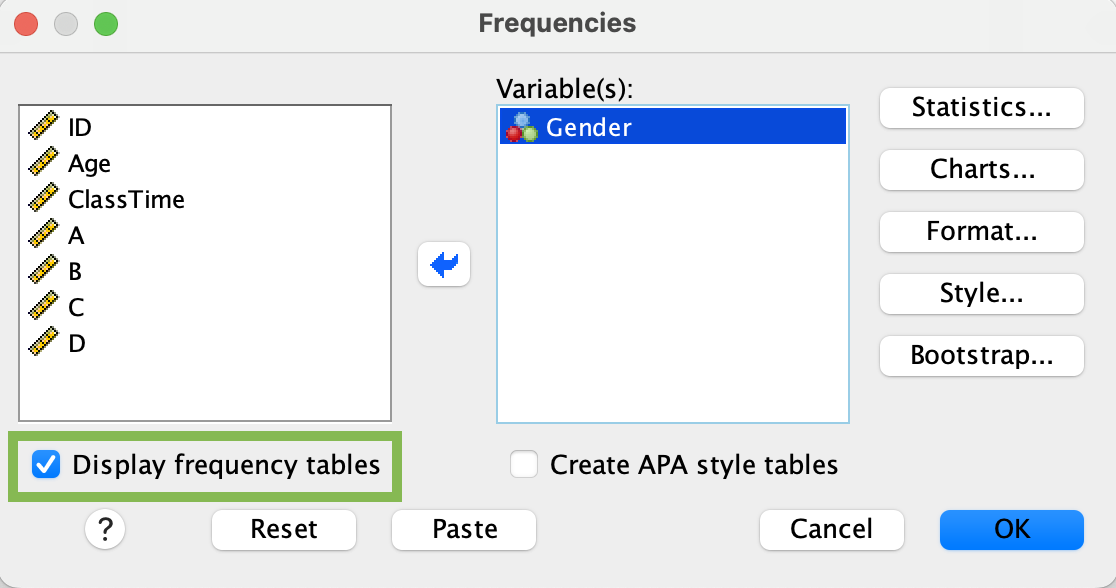 Frequencies
ID
Age
ClassTime
A
B
C
D
Variable(s):
Gender
Statistics...
Charts...
Format...
Style...
Bootstrap...
Display frequency tables
Create APA style tables
?
Reset
Paste
Cancel
OK